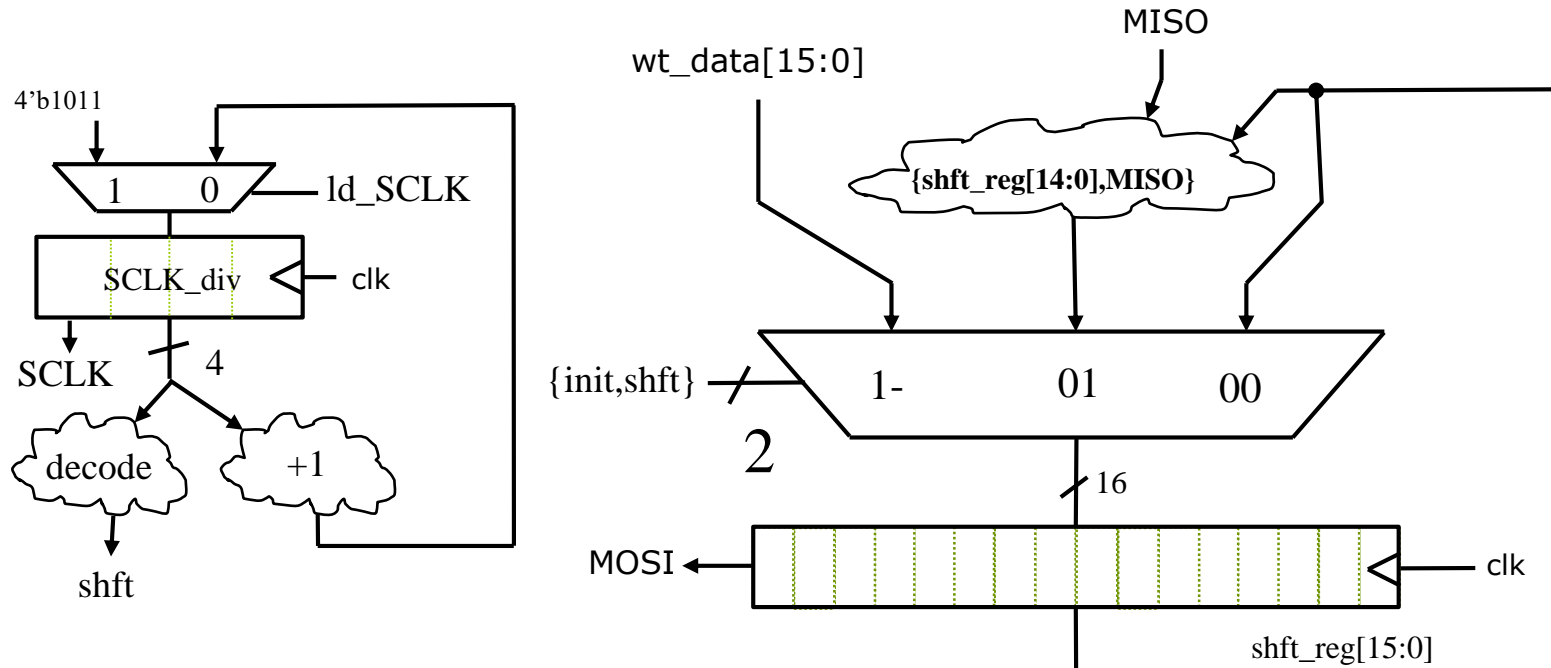 4'b1011
1 0
ld_SCLK
SCLK_div
clk
SCLK
4
decode
+1
shft
MISO
wt_data[15:0]
{shft_reg[14:0],MISO}
{init,shft}
2
1- 01 00
16
MOSI
clk
shft_reg[15:0]